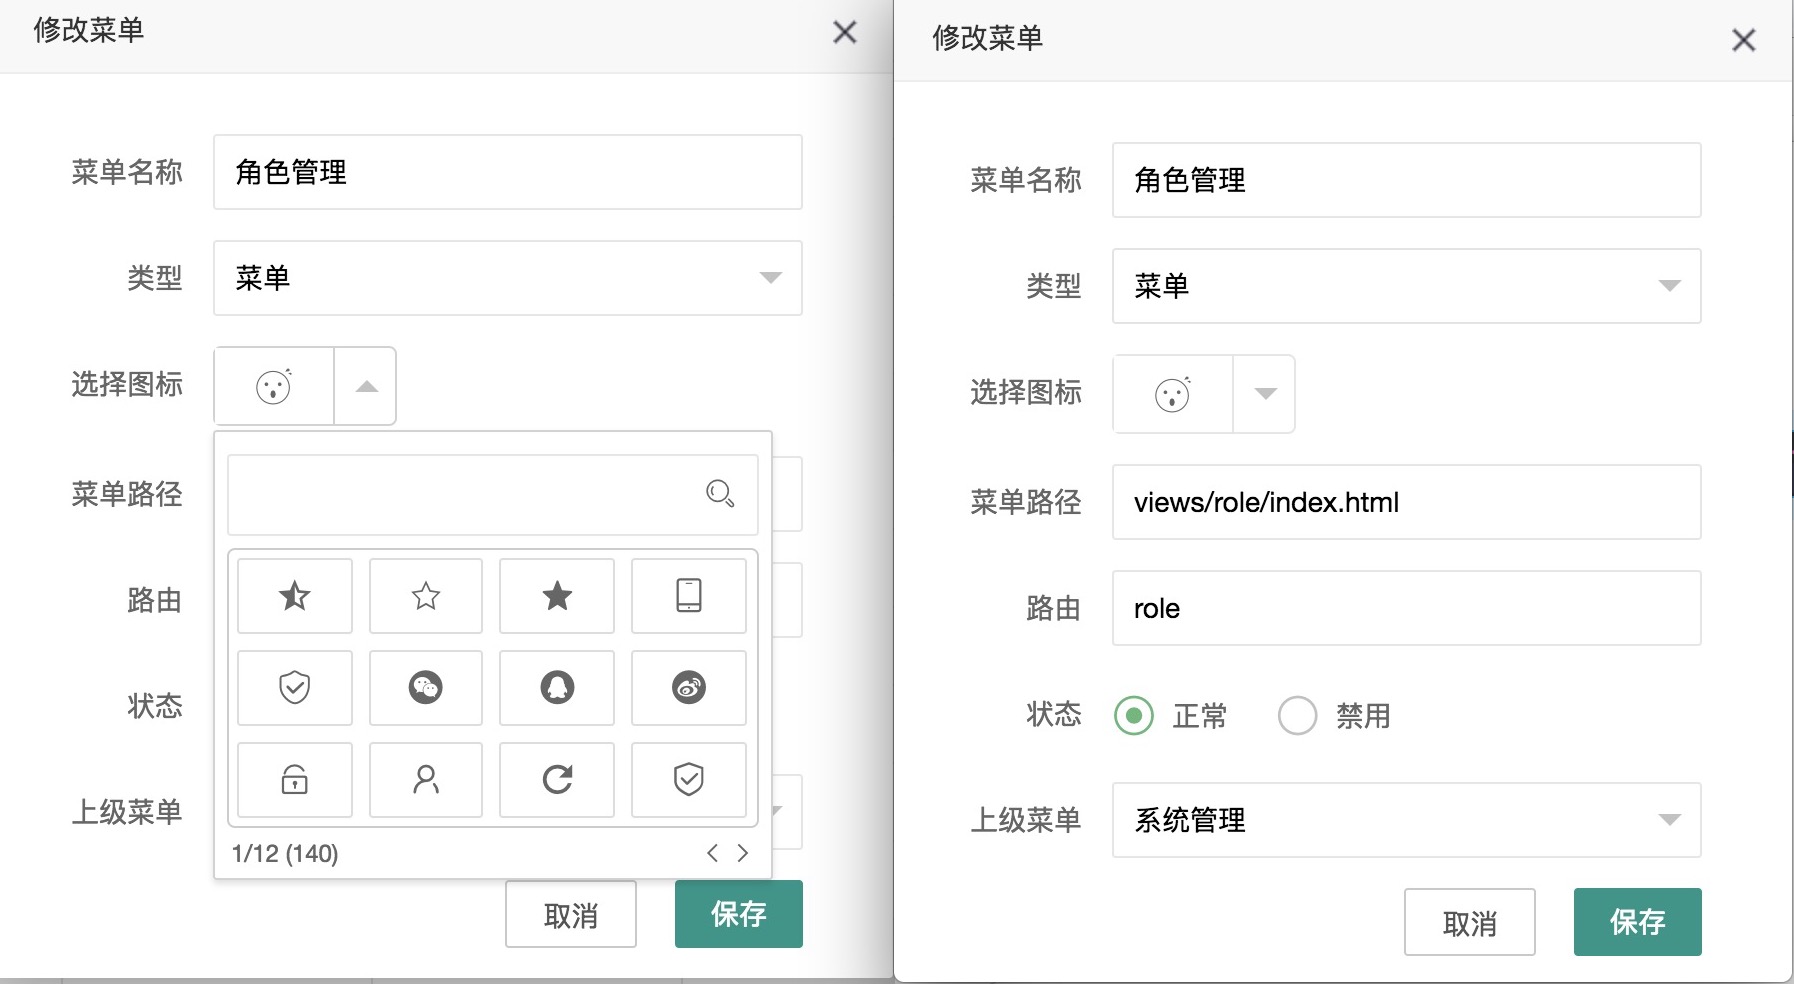 修改菜单
菜单名称
角色管理
类型
菜单
选择图标
菜单路径
路由
状态
上级菜单
1/12 (140)
取消
保存
修改菜单
菜单名称
角色管理
类型
菜单
选择图标
菜单路径
views/role/index.html
路由
role
状态
正常
禁用
上级菜单
系统管理
取消
保存